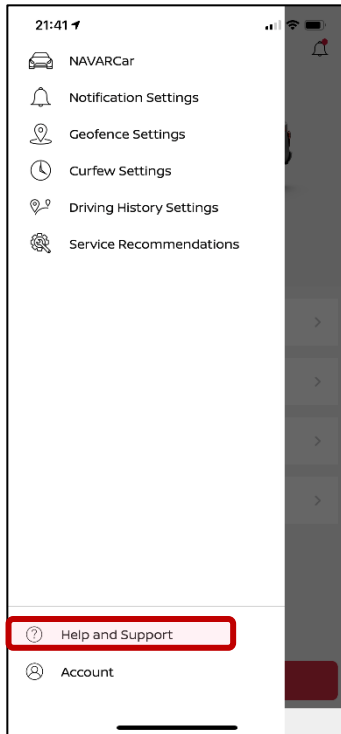 21:41
NAVARCar
Notification Settings
Geofence Settings
Curfew Settings
Driving History Settings
Service Recommendations
Help and Support
Account